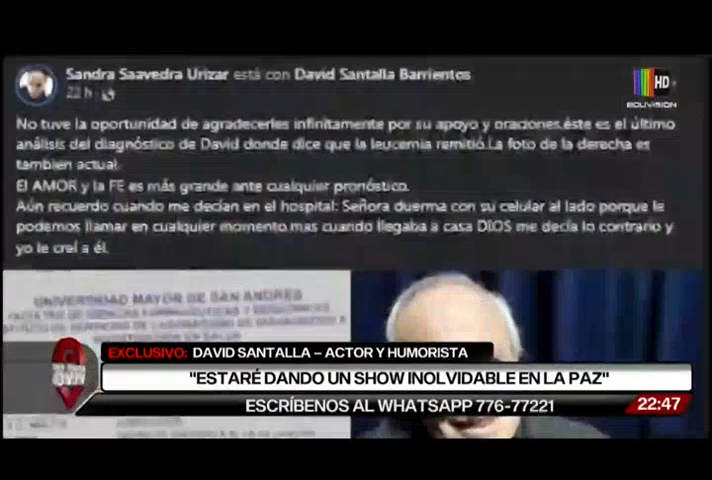 Sandra Saavedra Urizar está con David Santalla Barrientos
22 h
HD
BOLIVISION
No tuve la oportunidad de agradecerles infinitamente por su apoyo y oraciones.éste es el último
análisis del diagnóstico de David donde dice que la leucemia remitió.La foto de la derecha es
tambien actual.
El AMOR y la FE es más grande ante cualquier pronóstico.
Aún recuerdo cuando me decían en el hospital: Señora duerma con su celular al lado porque le
podemos llamar en cualquier momento mas cuando llegaba a casa DIOS me decía lo contrario y
yo le creí a él.
UNIVERSIDAD MAYOR DE SAN ANDRES
EXCLUSIVO: DAVID SANTALLA – ACTOR Y HUMORISTA
"ESTARÉ DANDO UN SHOW INOLVIDABLE EN LA PAZ"
ESCRÍBENOS AL WHATSAPP 776-77221
22:47